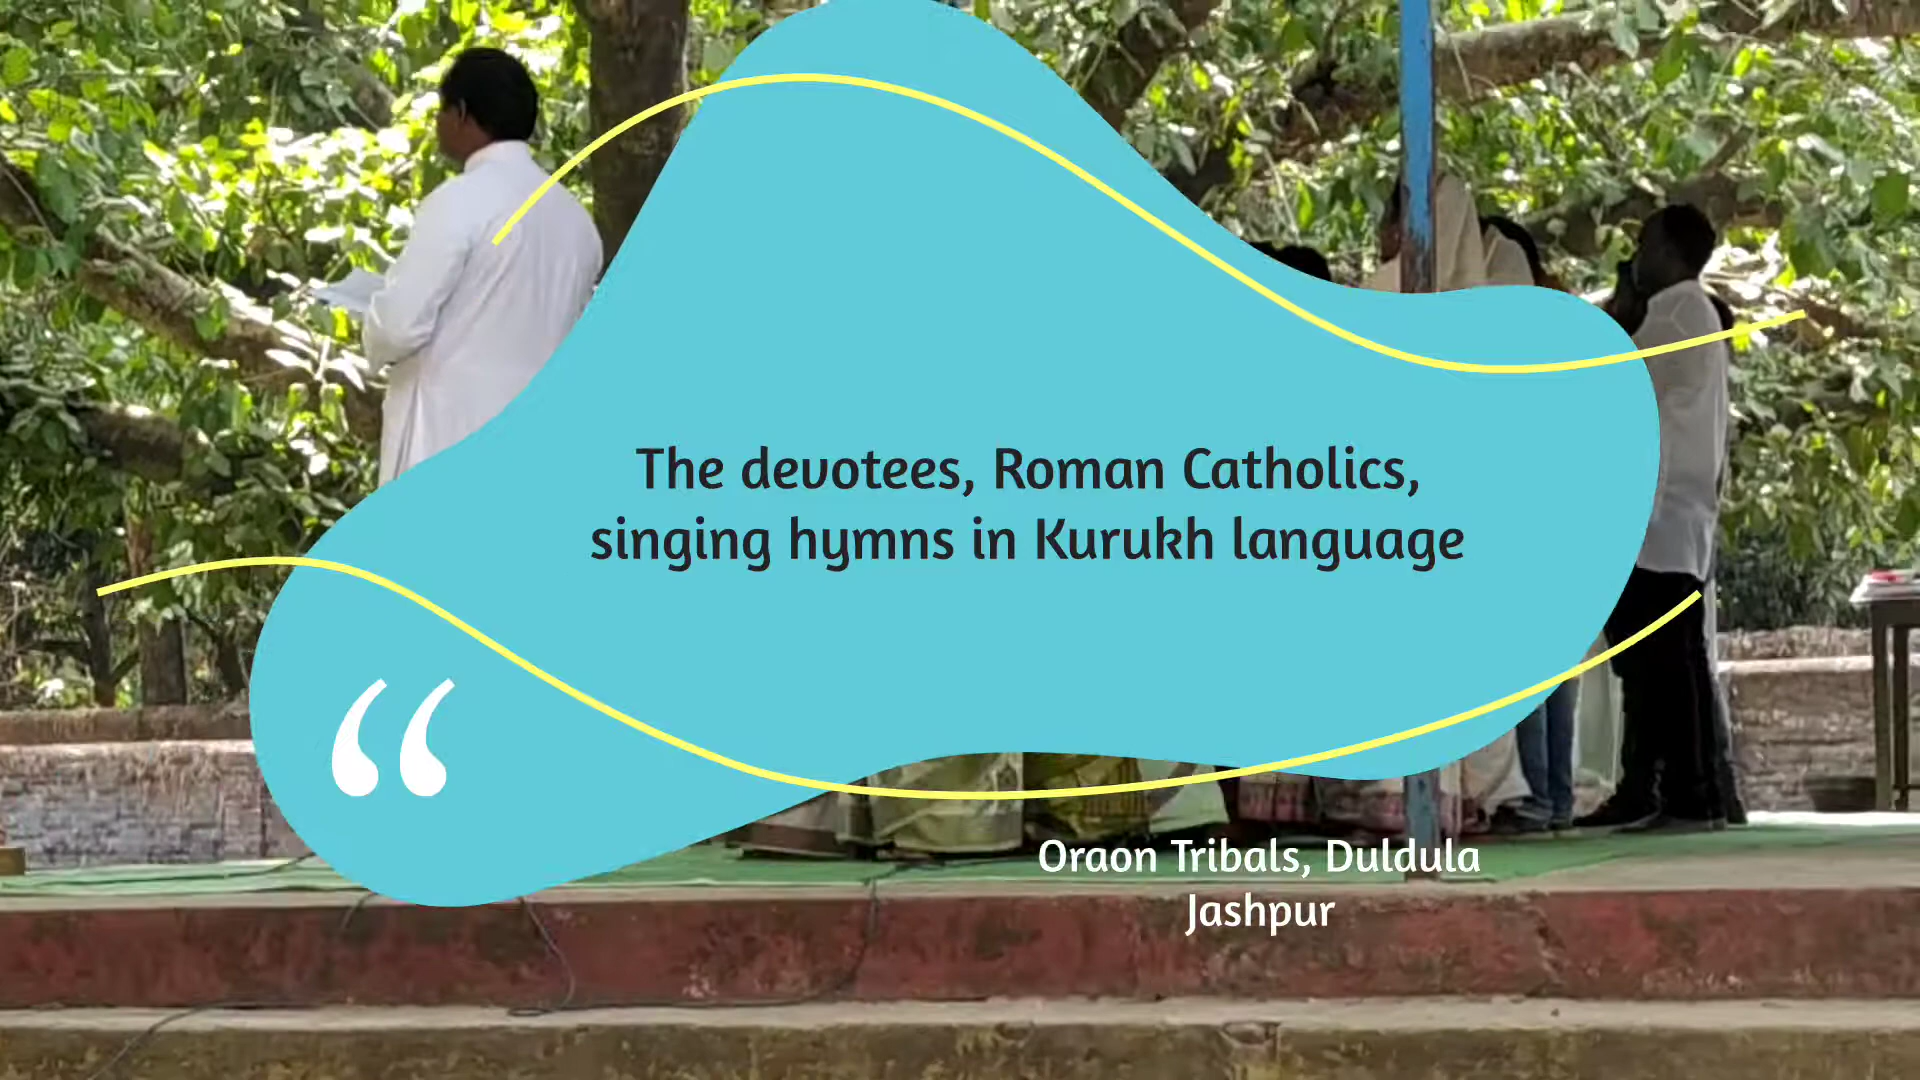 The devotees, Roman Catholics,
singing hymns in Kurukh language
“
Oraon Tribals, Duldula
Jashpur